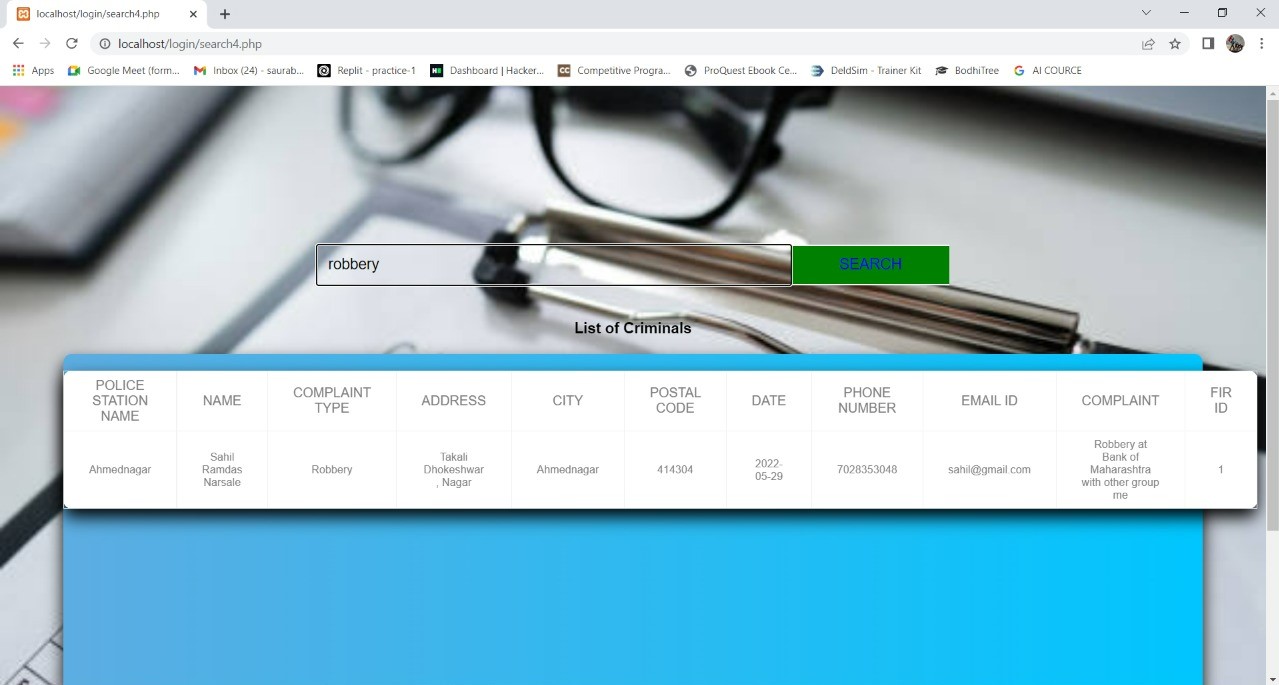 localhost/login/search4.php
localhost/login/search4.php
Apps Google Meet (form... Inbox (24) - saurab... Replit - practice-1 Dashboard | Hacker... Competitive Progra... ProQuest Ebook Ce... DeldSim - Trainer Kit BodhiTree AI COURCE
robbery SEARCH
List of Criminals
POLICE STATION NAME NAME COMPLAINT TYPE ADDRESS CITY POSTAL CODE DATE PHONE NUMBER EMAIL ID COMPLAINT FIR ID
Ahmednagar Sahil Ramdas Narsale Robbery Takali Dhokeshwar , Nagar Ahmednagar 414304 2022-05-29 7028353048 sahil@gmail.com Robbery at Bank of Maharashtra with other group me 1